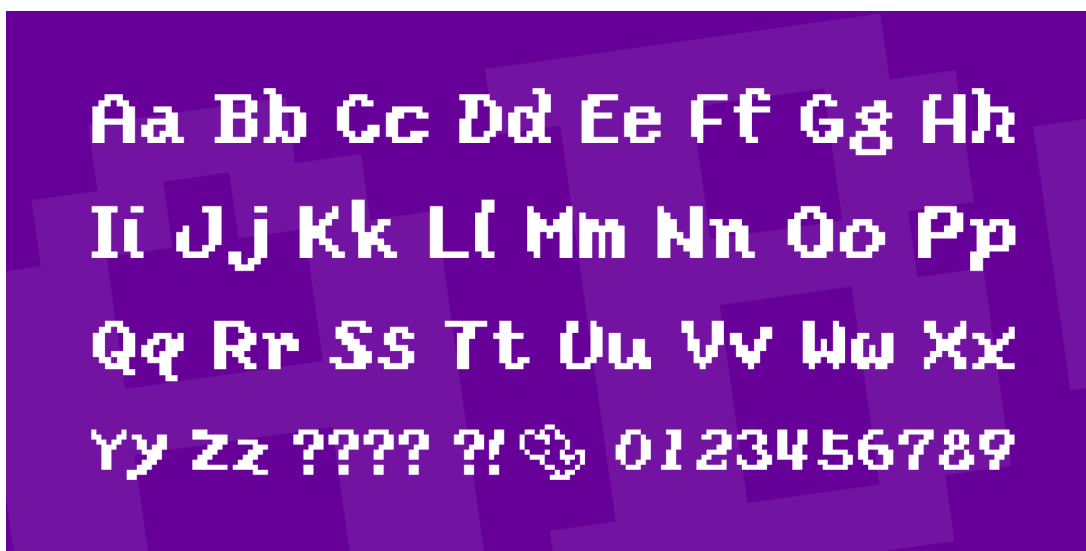 Aa Bb Cc Dd Ee Ff Gg Hh
Ii Jj Kk Ll Mm Nn Oo Pp
Qq Rr Ss Tt Uu Vv Ww Xx
Yy Zz ???? ?! 0123456789